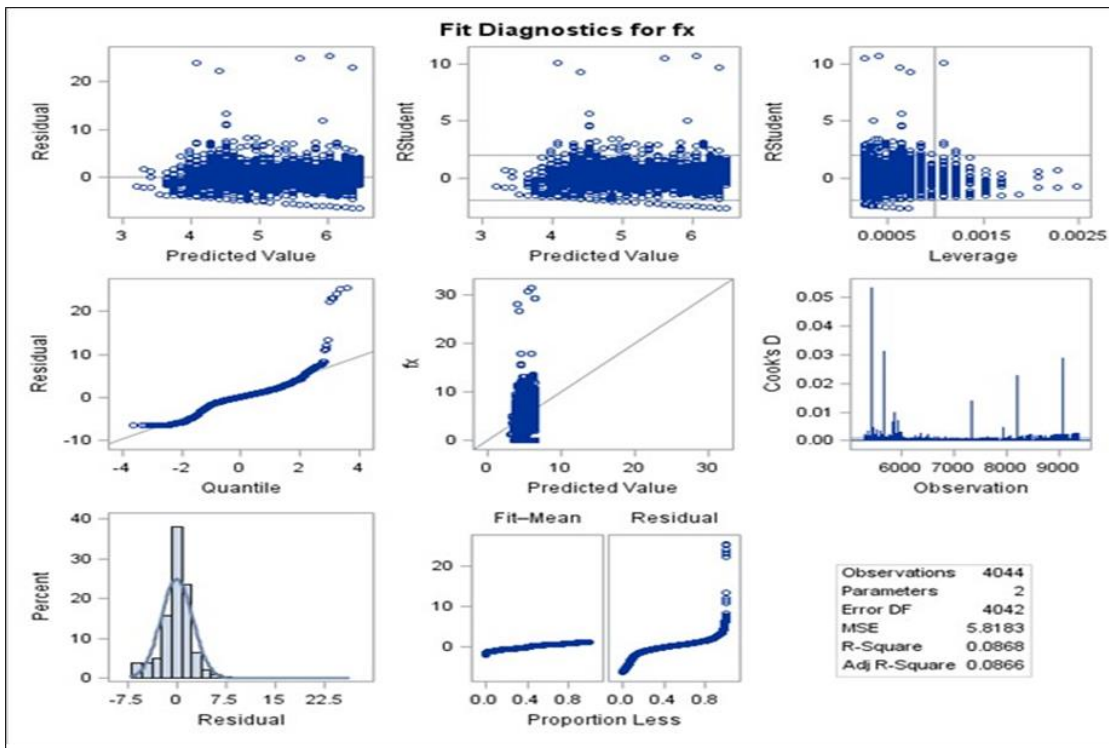 Fit Diagnostics for fx
Residual
20
10
0
3 4 5 6
Predicted Value
RStudent
10
5
0
3 4 5 6
Predicted Value
RStudent
10
5
0
0.0005 0.0015 0.0025
Leverage
Residual
20
10
0
-10
-4 -2 0 2 4
Quantile
fx
30
20
10
0
0 10 20 30
Predicted Value
Cook's D
0.05
0.04
0.03
0.02
0.01
0.00
6000 7000 8000 9000
Observation
Percent
40
30
20
10
0
-7.5 0 7.5 22.5
Residual
Fit–Mean Residual
20
10
0
0.0 0.4 0.8 0.0 0.4 0.8
Proportion Less
Observations 4044
Parameters 2
Error DF 4042
MSE 5.8183
R-Square 0.0868
Adj R-Square 0.0866